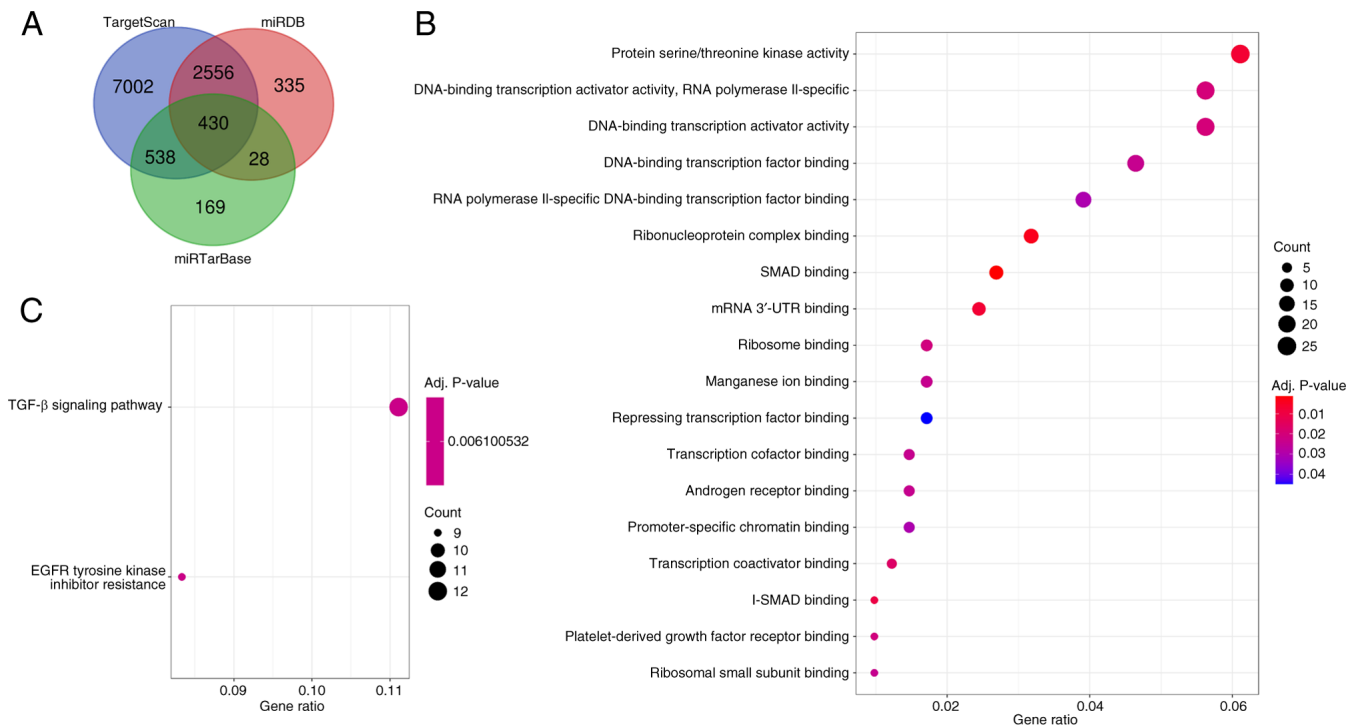 A
TargetScan
miRDB
7002
2556
335
430
538
28
169
miRTarBase
B
Protein serine/threonine kinase activity
DNA-binding transcription activator activity, RNA polymerase II-specific
DNA-binding transcription activator activity
DNA-binding transcription factor binding
RNA polymerase II-specific DNA-binding transcription factor binding
Ribonucleoprotein complex binding
SMAD binding
mRNA 3′-UTR binding
Ribosome binding
Manganese ion binding
Repressing transcription factor binding
Transcription cofactor binding
Androgen receptor binding
Promoter-specific chromatin binding
Transcription coactivator binding
I-SMAD binding
Platelet-derived growth factor receptor binding
Ribosomal small subunit binding
0.02
0.04
0.06
Gene ratio
Count
5
10
15
20
25
Adj. P-value
0.01
0.02
0.03
0.04
C
TGF-β signaling pathway
EGFR tyrosine kinase
inhibitor resistance
0.09
0.10
0.11
Gene ratio
Adj. P-value
0.006100532
Count
9
10
11
12